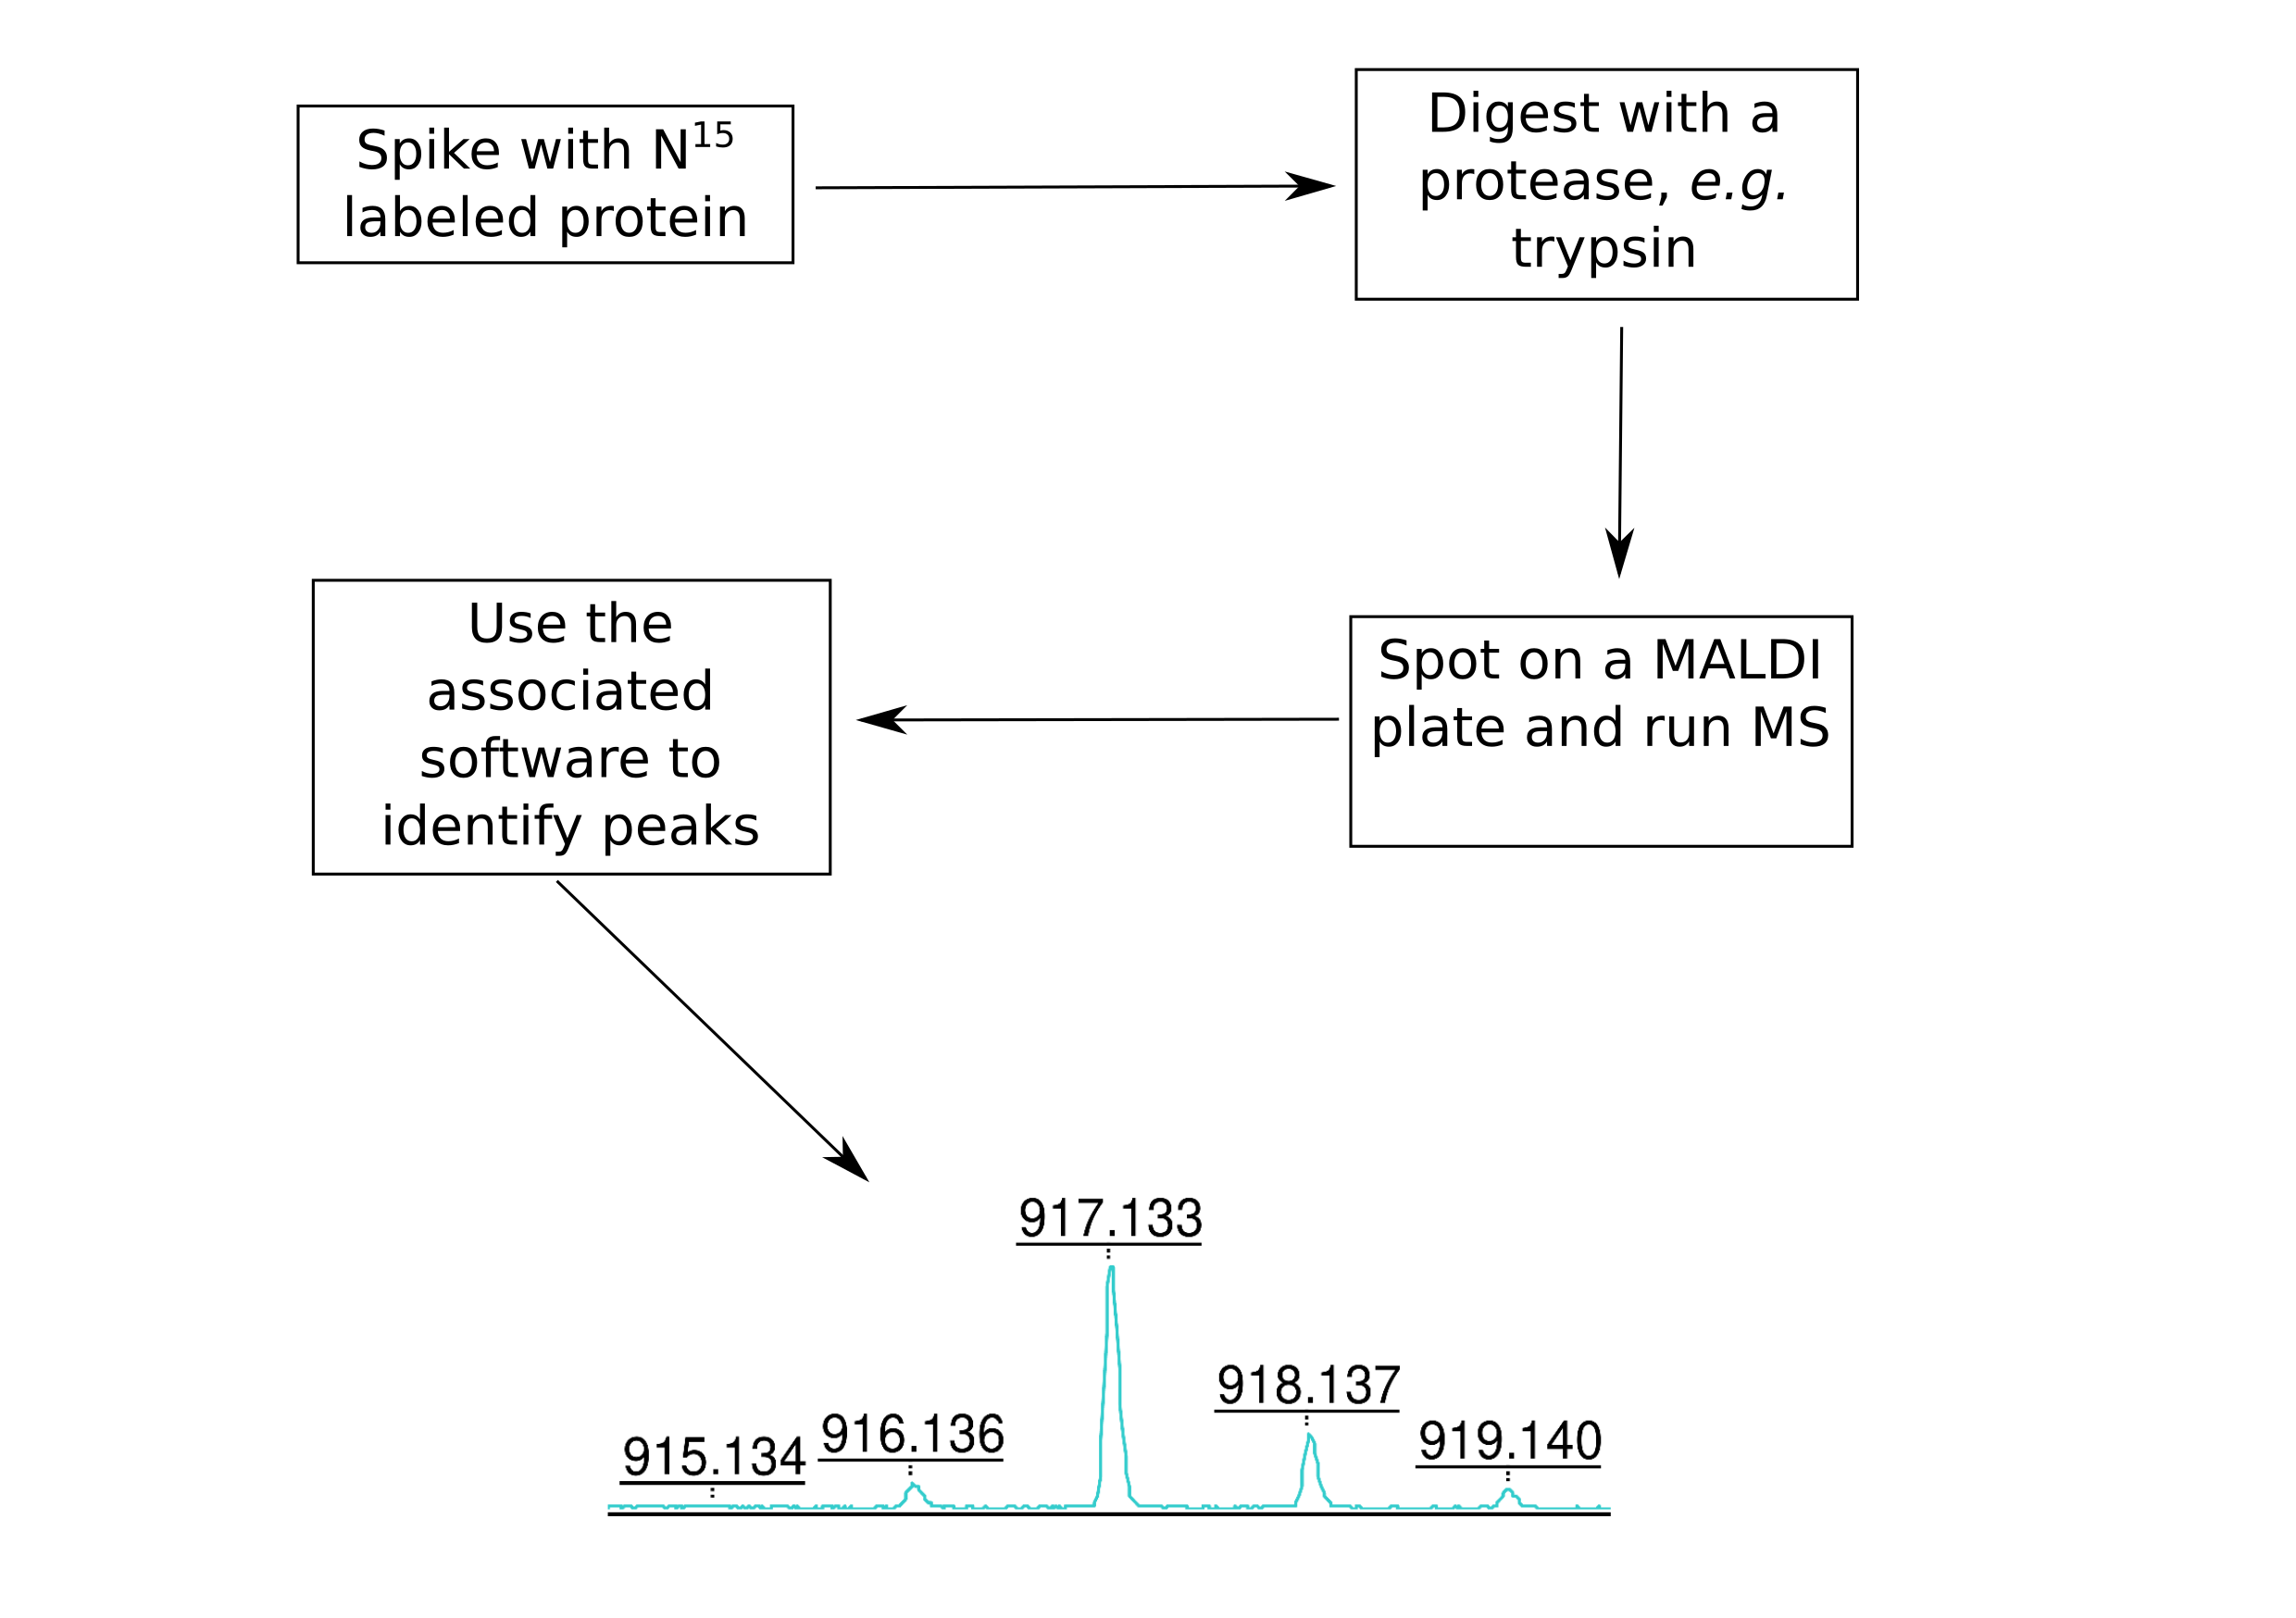 Spike with N¹⁵
labeled protein
Digest with a
protease, e.g.
trypsin
Use the
associated
software to
identify peaks
Spot on a MALDI
plate and run MS
917.133
918.137
916.136
919.140
915.134